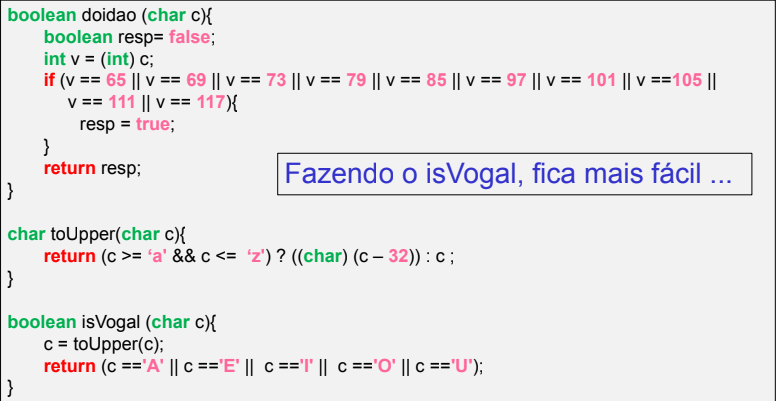 boolean doidao (char c){
boolean resp= false;
int v = (int) c;
if (v == 65 || v == 69 || v == 73 || v == 79 || v == 85 || v == 97 || v == 101 || v ==105 ||
v == 111 || v == 117){
resp = true;
}
return resp;
}
Fazendo o isVogal, fica mais fácil ...
char toUpper(char c){
return (c >= ‘a' && c <= ‘z') ? ((char) (c – 32)) : c ;
}
boolean isVogal (char c){
c = toUpper(c);
return (c =='A' || c =='E' || c =='I' || c =='O' || c =='U');
}